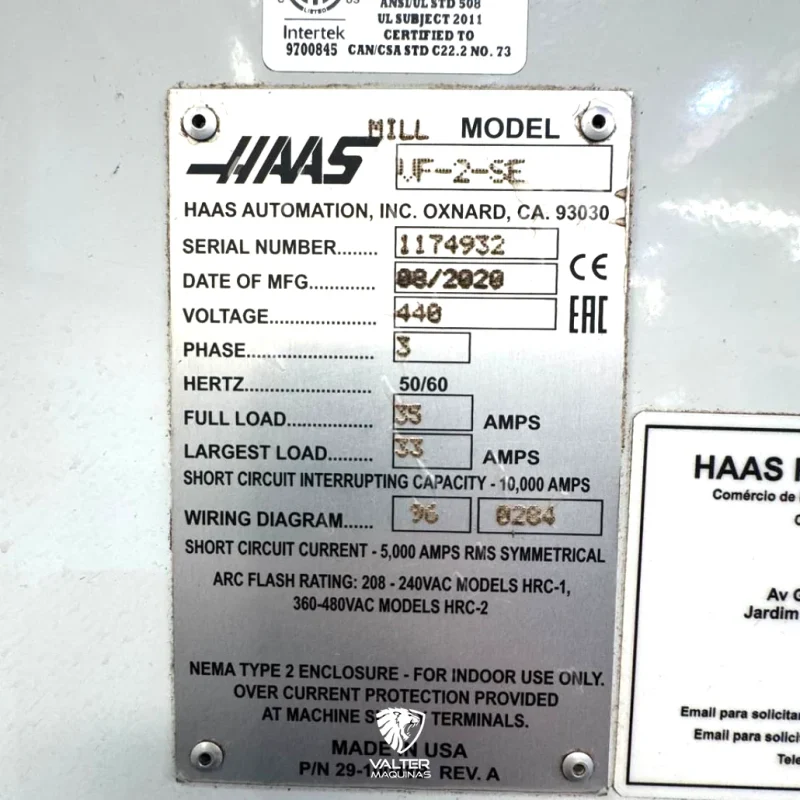 ANSI/UL STD 508
UL SUBJECT 2011
Intertek CERTIFIED TO
9700845 CAN/CSA STD C22.2 NO. 73
LISTED
US
HAAS MILL MODEL
VF-2-SE
HAAS AUTOMATION, INC. OXNARD, CA. 93030
SERIAL NUMBER........ 1174932
DATE OF MFG............. 08/2020
CE
VOLTAGE..................... 440
EAC
PHASE......................... 3
HERTZ......................... 50/60
FULL LOAD.................. 35 AMPS
LARGEST LOAD.......... 33 AMPS
SHORT CIRCUIT INTERRUPTING CAPACITY - 10,000 AMPS
WIRING DIAGRAM...... 96 0284
SHORT CIRCUIT CURRENT - 5,000 AMPS RMS SYMMETRICAL
ARC FLASH RATING: 208 - 240VAC MODELS HRC-1,
360-480VAC MODELS HRC-2
NEMA TYPE 2 ENCLOSURE - FOR INDOOR USE ONLY.
OVER CURRENT PROTECTION PROVIDED
AT MACHINE TERMINALS.
MADE IN USA
P/N 29- REV. A
VALTER
MAQUINAS
HAAS
Comércio de
Av
Jardim
Email para solicita
Email para solici
Tele